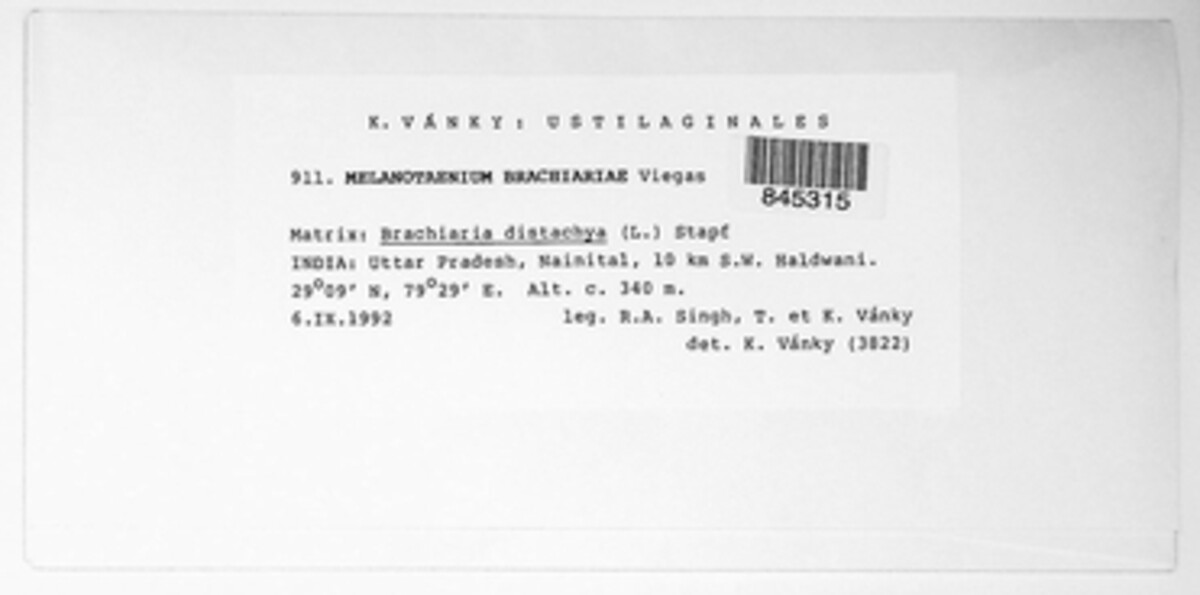 K. VÁNKY: USTILAGINALES
845315
911. MELANOTAENIUM BRACHIARIAE Viegas
Matrix: Brachiaria distachya (L.) Stapf
INDIA: Uttar Pradesh, Nainital, 10 km S.W. Haldwani.
29°09' N, 79°29' E. Alt. c. 340 m.
6.IX.1992 leg. R.A. Singh, T. et K. Vánky
det. K. Vánky (3822)